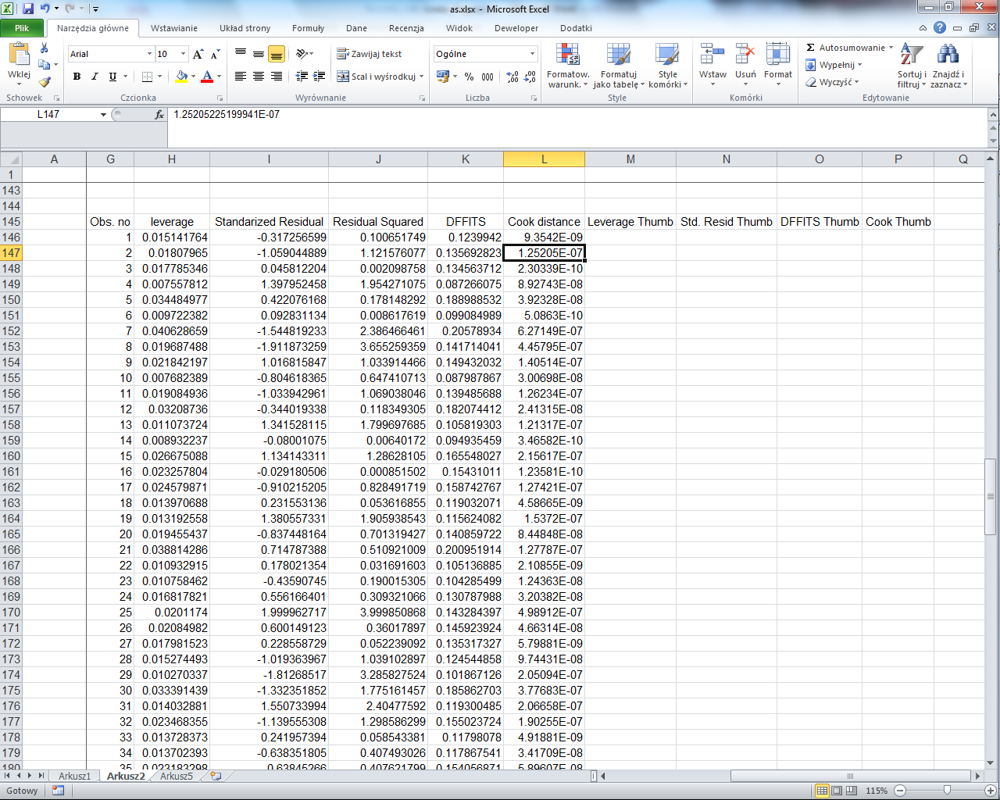 as.xlsx - Microsoft Excel
Plik Narzędzia główne Wstawianie Układ strony Formuły Dane Recenzja Widok Deweloper Dodatki
Wklej
Arial 10
Zawijaj tekst
Ogólne
Formatow. warunk. Formatuj jako tabelę Style komórki
Wstaw Usuń Format
Σ Autosumowanie
Wypełnij
Wyczyść
Sortuj i filtruj Znajdź i zaznacz
B I U A
Scal i wyśrodkuj
% 000
Schowek Czcionka Wyrównanie Liczba Style Komórki Edytowanie
L147 fx 1.25205225199941E-07
A G H I J K L M N O P Q
1
143
144
145 Obs. no leverage Standarized Residual Residual Squared DFFITS Cook distance Leverage Thumb Std. Resid Thumb DFFITS Thumb Cook Thumb
146 1 0.015141764 -0.317256599 0.100651749 0.1239942 9.3542E-09
147 2 0.01807965 -1.059044889 1.121576077 0.135692823 1.25205E-07
148 3 0.017785346 0.045812204 0.002098758 0.134563712 2.30339E-10
149 4 0.007557812 1.397952458 1.954271075 0.087266075 8.92743E-08
150 5 0.034484977 0.422076168 0.178148292 0.188988532 3.92328E-08
151 6 0.009722382 0.092831134 0.008617619 0.099084989 5.0863E-10
152 7 0.040628659 -1.544819233 2.386466461 0.20578934 6.27149E-07
153 8 0.019687488 -1.911873259 3.655259359 0.141714041 4.45795E-07
154 9 0.021842197 1.016815847 1.033914466 0.149432032 1.40514E-07
155 10 0.007682389 -0.804618365 0.647410713 0.087987867 3.00698E-08
156 11 0.019084936 -1.033942961 1.069038046 0.139485688 1.26234E-07
157 12 0.03208736 -0.344019338 0.118349305 0.182074412 2.41315E-08
158 13 0.011073724 1.341528115 1.799697685 0.105819303 1.21317E-07
159 14 0.008932237 -0.08001075 0.00640172 0.094935459 3.46582E-10
160 15 0.026675088 1.134143311 1.28628105 0.165548027 2.15617E-07
161 16 0.023257804 -0.029180506 0.000851502 0.15431011 1.23581E-10
162 17 0.024579871 -0.910215205 0.828491719 0.158742767 1.27421E-07
163 18 0.013970688 0.231553136 0.053616855 0.119032071 4.58665E-09
164 19 0.013192558 1.380557331 1.905938543 0.115624082 1.5372E-07
165 20 0.019455437 -0.837448164 0.701319427 0.140859722 8.44848E-08
166 21 0.038814286 0.714787388 0.510921009 0.200951914 1.27787E-07
167 22 0.010932915 0.178021354 0.031691603 0.105136885 2.10855E-09
168 23 0.010758462 -0.43590745 0.190015305 0.104285499 1.24363E-08
169 24 0.016817821 0.556166401 0.309321066 0.130787988 3.20382E-08
170 25 0.0201174 1.999962717 3.999850868 0.143284397 4.98912E-07
171 26 0.02084982 0.600149123 0.36017897 0.145923924 4.66314E-08
172 27 0.017981523 0.228558729 0.052239092 0.135317327 5.79881E-09
173 28 0.015274493 -1.019363967 1.039102897 0.124544858 9.74431E-08
174 29 0.010270337 -1.81268517 3.285827524 0.101867126 2.05094E-07
175 30 0.033391439 -1.332351852 1.775161457 0.185862703 3.77683E-07
176 31 0.014032881 1.550733994 2.40477592 0.119300485 2.06658E-07
177 32 0.023468355 -1.139555308 1.298586299 0.155023724 1.90255E-07
178 33 0.013728373 0.241957394 0.058543381 0.11798078 4.91881E-09
179 34 0.013702393 -0.638351805 0.407493026 0.117867541 3.41709E-08
180 35 0.023183298 0.63845266 0.407621799 0.154056871 5.89607E-08
Arkusz1 Arkusz2 Arkusz5
Gotowy 115%